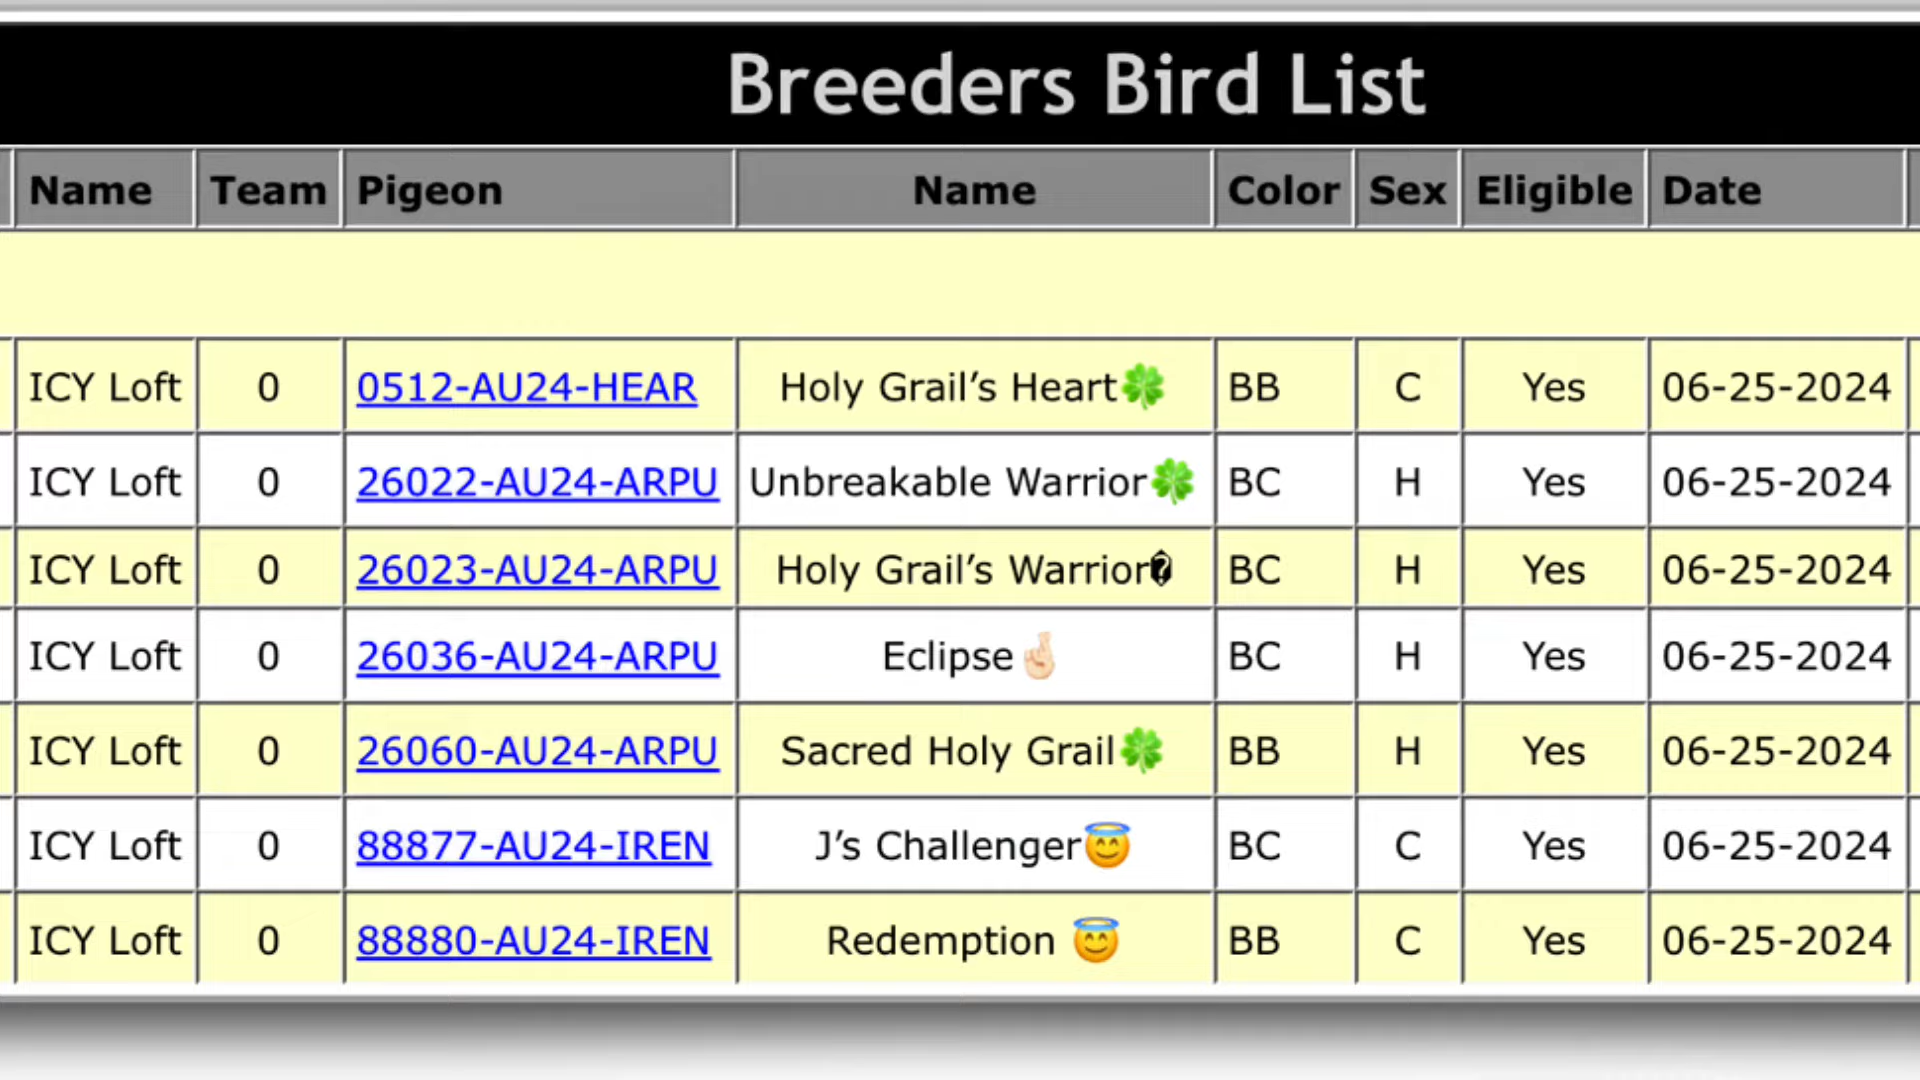 Breeders Bird List
Name Team Pigeon Name Color Sex Eligible Date
ICY Loft 0 0512-AU24-HEAR Holy Grail’s Heart🍀 BB C Yes 06-25-2024
ICY Loft 0 26022-AU24-ARPU Unbreakable Warrior🍀 BC H Yes 06-25-2024
ICY Loft 0 26023-AU24-ARPU Holy Grail’s Warrior� BC H Yes 06-25-2024
ICY Loft 0 26036-AU24-ARPU Eclipse🤞🏻 BC H Yes 06-25-2024
ICY Loft 0 26060-AU24-ARPU Sacred Holy Grail🍀 BB H Yes 06-25-2024
ICY Loft 0 88877-AU24-IREN J’s Challenger😇 BC C Yes 06-25-2024
ICY Loft 0 88880-AU24-IREN Redemption 😇 BB C Yes 06-25-2024